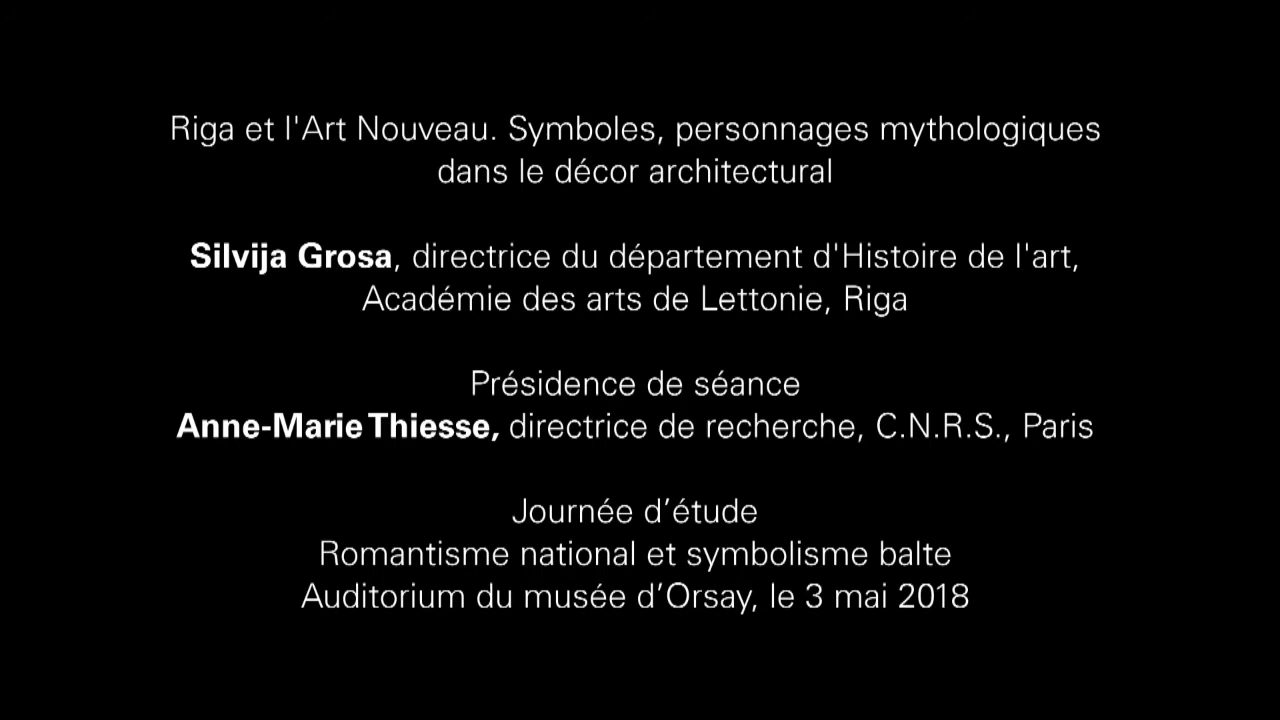 Riga et l'Art Nouveau. Symboles, personnages mythologiques
dans le décor architectural
Silvija Grosa, directrice du département d'Histoire de l'art,
Académie des arts de Lettonie, Riga
Présidence de séance
Anne-Marie Thiesse, directrice de recherche, C.N.R.S., Paris
Journée d’étude
Romantisme national et symbolisme balte
Auditorium du musée d’Orsay, le 3 mai 2018